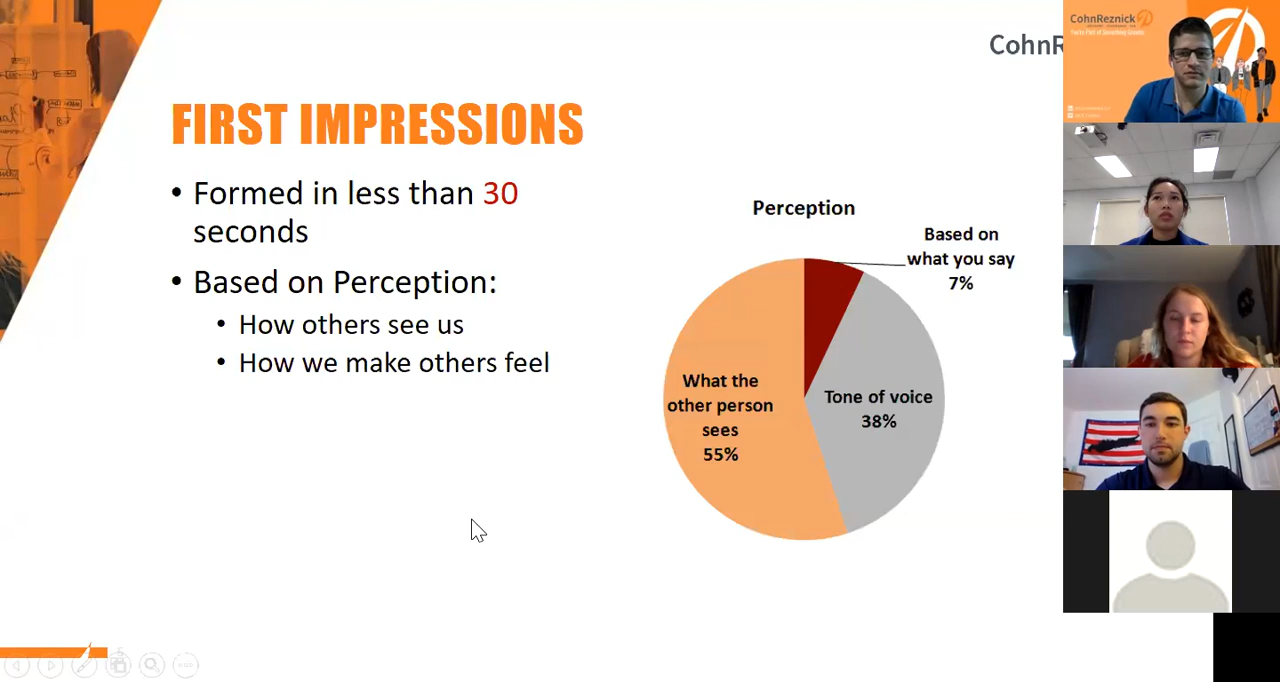 CohnR
FIRST IMPRESSIONS
• Formed in less than 30
seconds
• Based on Perception:
• How others see us
• How we make others feel
Perception
Based on
what you say
7%
Tone of voice
38%
What the
other person
sees
55%
CohnReznick